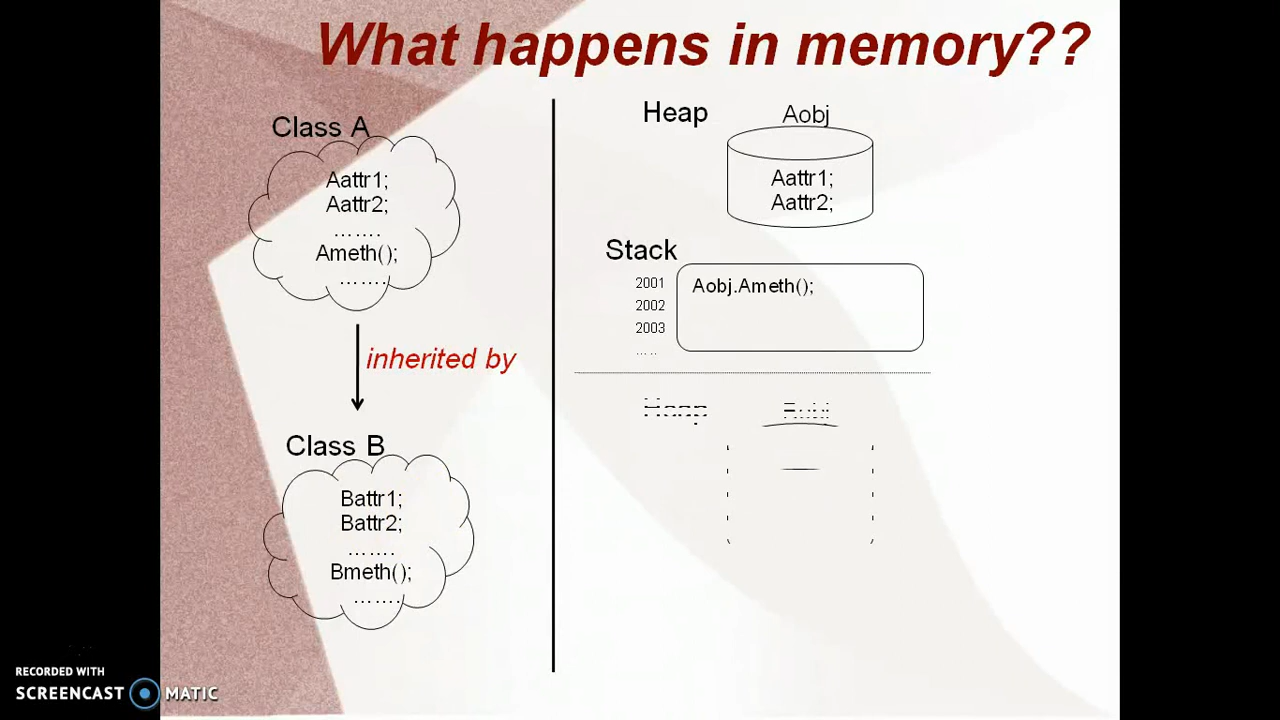 What happens in memory??
Class A
Aattr1;
Aattr2;
…….
Ameth();
…….
inherited by
Class B
Battr1;
Battr2;
…….
Bmeth();
…….
Heap
Aobj
Aattr1;
Aattr2;
Stack
2001
Aobj.Ameth();
2002
2003
…..
Heap
RECORDED WITH
SCREENCAST MATIC